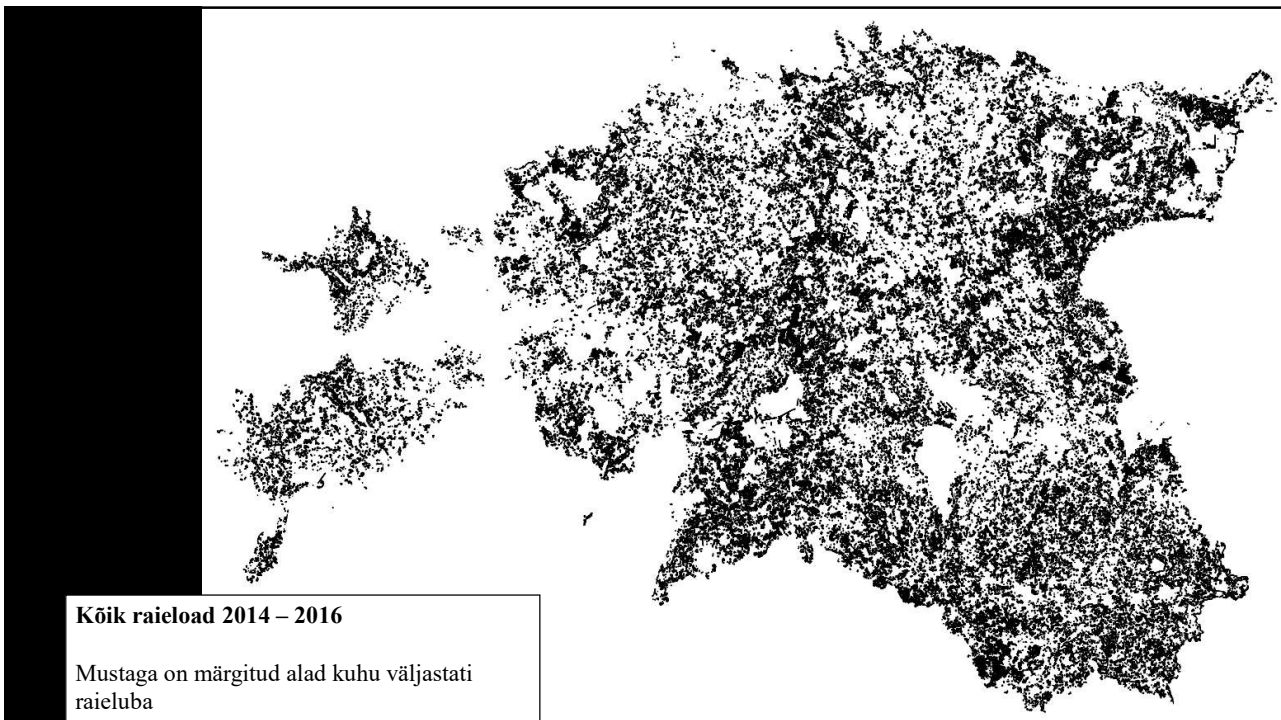 Kõik raieload 2014 – 2016
Mustaga on märgitud alad kuhu väljastati
raieluba